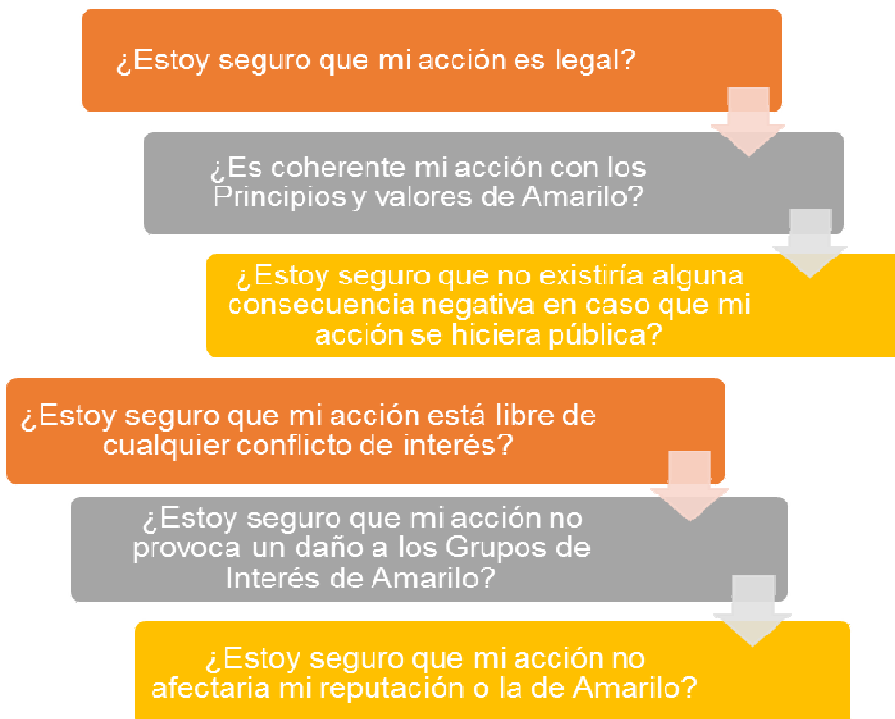 ¿Estoy seguro que mi acción es legal?
¿Es coherente mi acción con los
Principios y valores de Amarilo?
¿Estoy seguro que no existiría alguna
consecuencia negativa en caso que mi
acción se hiciera pública?
¿Estoy seguro que mi acción está libre de
cualquier conflicto de interés?
¿Estoy seguro que mi acción no
provoca un daño a los Grupos de
Interés de Amarilo?
¿Estoy seguro que mi acción no
afectaria mi reputación o la de Amarilo?